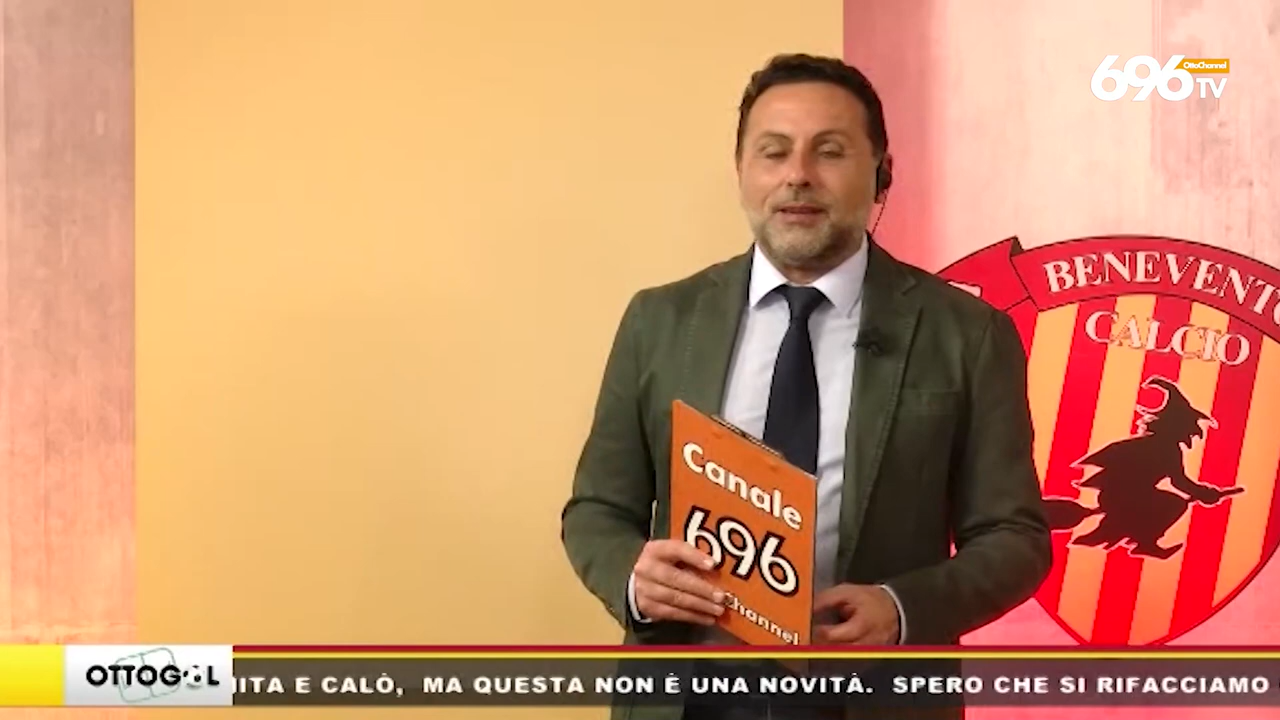 696
OttoChannel
TV
BENEVENTO
CALCIO
Canale
696
Channel
OTTOGOL
MA QUESTA NON È UNA NOVITÀ. SPERO CHE SI RIFACCIAMO
E CALÒ,